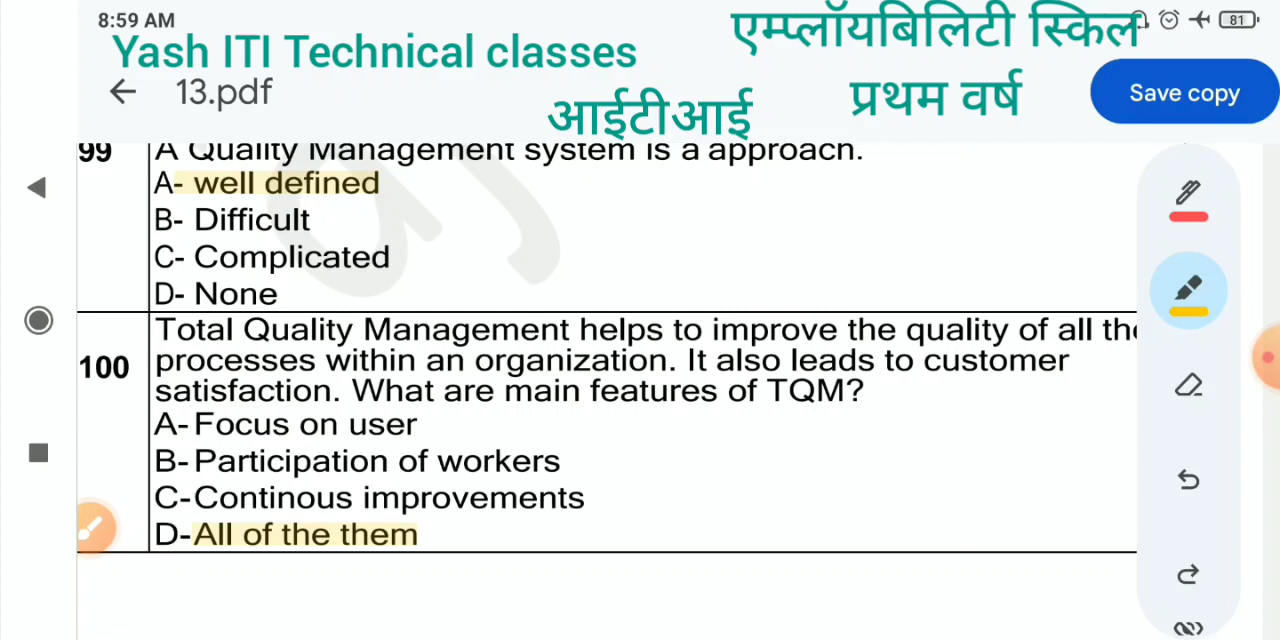 8:59 AM
81
Yash ITI Technical classes
एम्प्लॉयबिलिटी स्किल
13.pdf
आईटीआई
प्रथम वर्ष
Save copy
99 A Quality Management system is a approach.
A- well defined
B- Difficult
C- Complicated
D- None
Total Quality Management helps to improve the quality of all
100 processes within an organization. It also leads to customer
satisfaction. What are main features of TQM?
A- Focus on user
B- Participation of workers
C-Continous improvements
D-All of the them